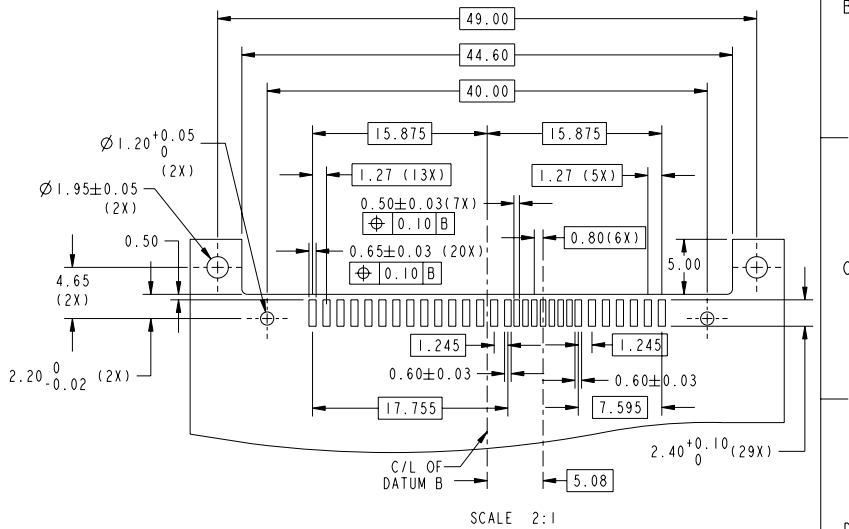 49.00
B
44.60
40.00
15.875 15.875
Ø1.20 +0.05 0
(2X)
1.27 (13X) 1.27 (5X)
Ø1.95±0.05
(2X)
0.50±0.03(7X)
⌖ 0.10 B
0.80(6X)
0.50
0.65±0.03 (20X)
⌖ 0.10 B
5.00
C
4.65
(2X)
1.245 1.245
2.20 0 -0.02 (2X)
0.60±0.03 0.60±0.03
17.755 7.595
2.40 +0.10 0 (29X)
C/L OF
DATUM B
5.08
SCALE 2:1